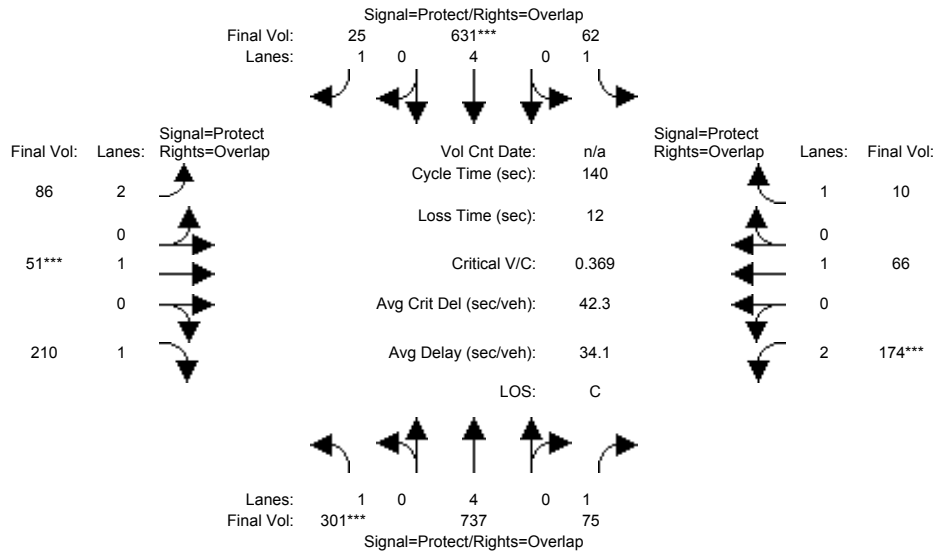 Signal=Protect/Rights=Overlap
Final Vol: 25 631*** 62
Lanes: 1 0 4 0 1
Signal=Protect
Final Vol: Lanes: Rights=Overlap
Vol Cnt Date: n/a
Signal=Protect
Rights=Overlap Lanes: Final Vol:
Cycle Time (sec): 140
86 2
1 10
Loss Time (sec): 12
0
0
51*** 1
Critical V/C: 0.369
1 66
0
Avg Crit Del (sec/veh): 42.3
0
210 1
Avg Delay (sec/veh): 34.1
2 174***
LOS: C
Lanes: 1 0 4 0 1
Final Vol: 301*** 737 75
Signal=Protect/Rights=Overlap